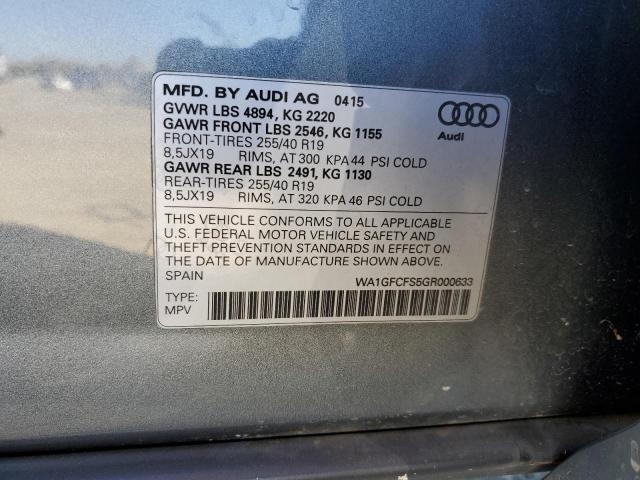 MFD. BY AUDI AG 0415
GVWR LBS 4894, KG 2220
GAWR FRONT LBS 2546, KG 1155
FRONT-TIRES 255/40 R19
8,5JX19 RIMS, AT 300 KPA 44 PSI COLD
GAWR REAR LBS 2491, KG 1130
REAR-TIRES 255/40 R19
8,5JX19 RIMS, AT 320 KPA 46 PSI COLD
Audi
THIS VEHICLE CONFORMS TO ALL APPLICABLE
U.S. FEDERAL MOTOR VEHICLE SAFETY AND
THEFT PREVENTION STANDARDS IN EFFECT ON
THE DATE OF MANUFACTURE SHOWN ABOVE.
SPAIN WA1GFCFS5GR000633
TYPE:
MPV